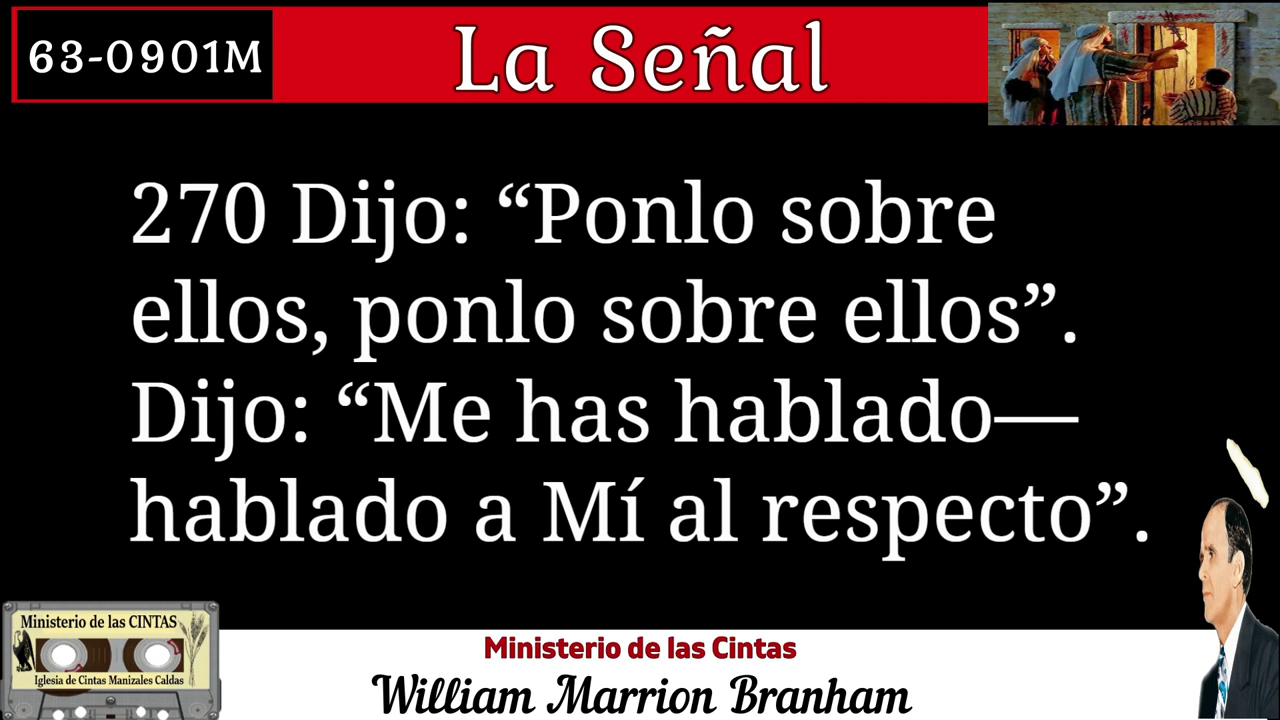 63-0901M
La Señal
270 Dijo: “Ponlo sobre
ellos, ponlo sobre ellos”.
Dijo: “Me has hablado—
hablado a Mí al respecto”.
Ministerio de las CINTAS
Iglesia de Cintas Manizales Caldas
Ministerio de las Cintas
William Marrion Branham